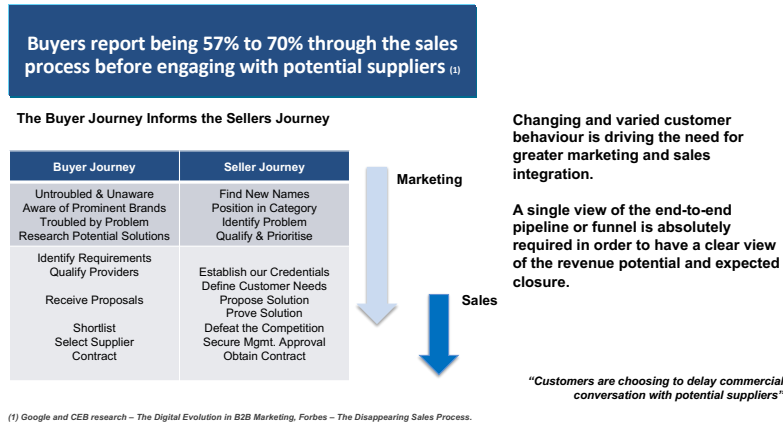 Buyers report being 57% to 70% through the sales
process before engaging with potential suppliers (1)
The Buyer Journey Informs the Sellers Journey
Buyer Journey
Seller Journey
Untroubled & Unaware
Aware of Prominent Brands
Troubled by Problem
Research Potential Solutions
Find New Names
Position in Category
Identify Problem
Qualify & Prioritise
Identify Requirements
Qualify Providers
Receive Proposals
Shortlist
Select Supplier
Contract
Establish our Credentials
Define Customer Needs
Propose Solution
Prove Solution
Defeat the Competition
Secure Mgmt. Approval
Obtain Contract
Marketing
Sales
Changing and varied customer
behaviour is driving the need for
greater marketing and sales
integration.
A single view of the end-to-end
pipeline or funnel is absolutely
required in order to have a clear view
of the revenue potential and expected
closure.
“Customers are choosing to delay commercial
conversation with potential suppliers”
(1) Google and CEB research – The Digital Evolution in B2B Marketing, Forbes – The Disappearing Sales Process.